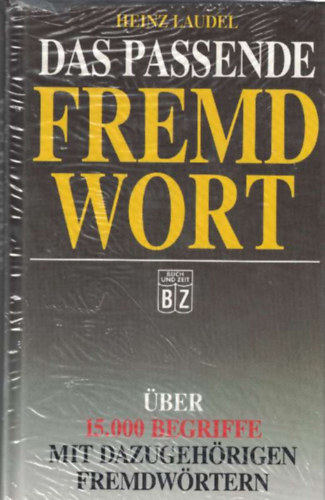 HEINZ LAUDEL
DAS PASSENDE
FREMD
WORT
BUCH
UND ZEIT
B Z
ÜBER
15.000 BEGRIFFE
MIT DAZUGEHÖRIGEN
FREMDWÖRTERN